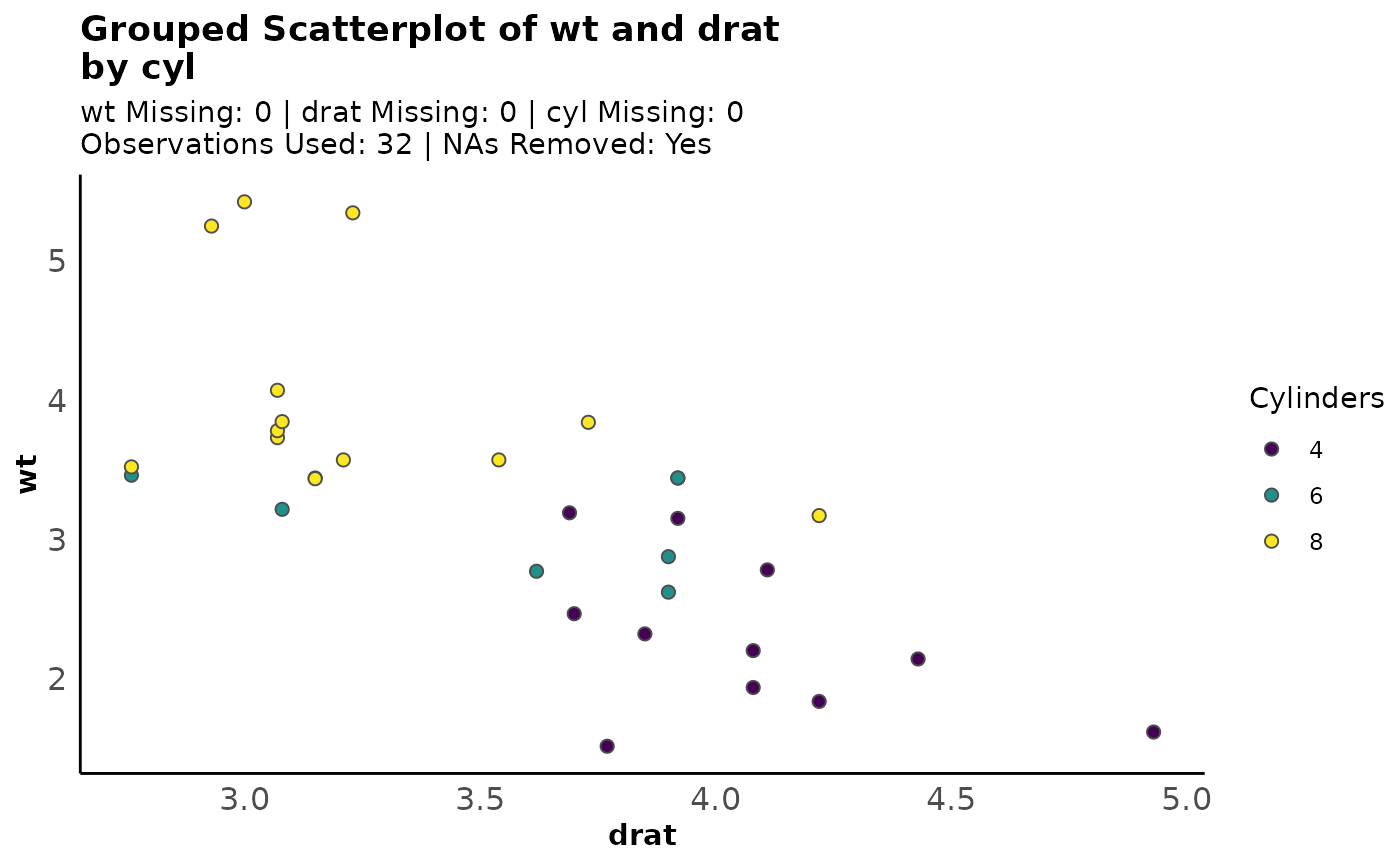 Grouped Scatterplot of wt and drat
by cyl
wt Missing: 0 | drat Missing: 0 | cyl Missing: 0
Observations Used: 32 | NAs Removed: Yes
5
4
3
2
wt
3.0 3.5 4.0 4.5 5.0
drat
Cylinders
4
6
8